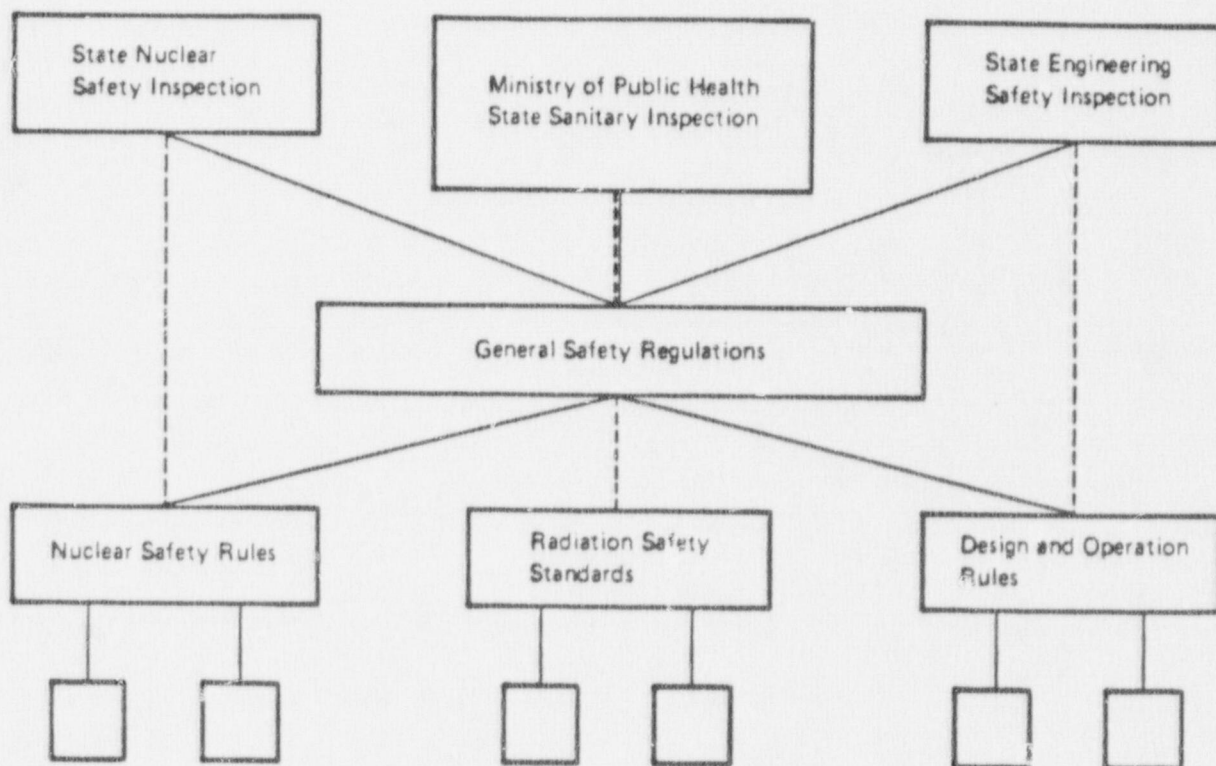 State Nuclear
Safety Inspection
Ministry of Public Health
State Sanitary Inspection
State Engineering
Safety Inspection
General Safety Regulations
Nuclear Safety Rules
Radiation Safety
Standards
Design and Operation
Rules